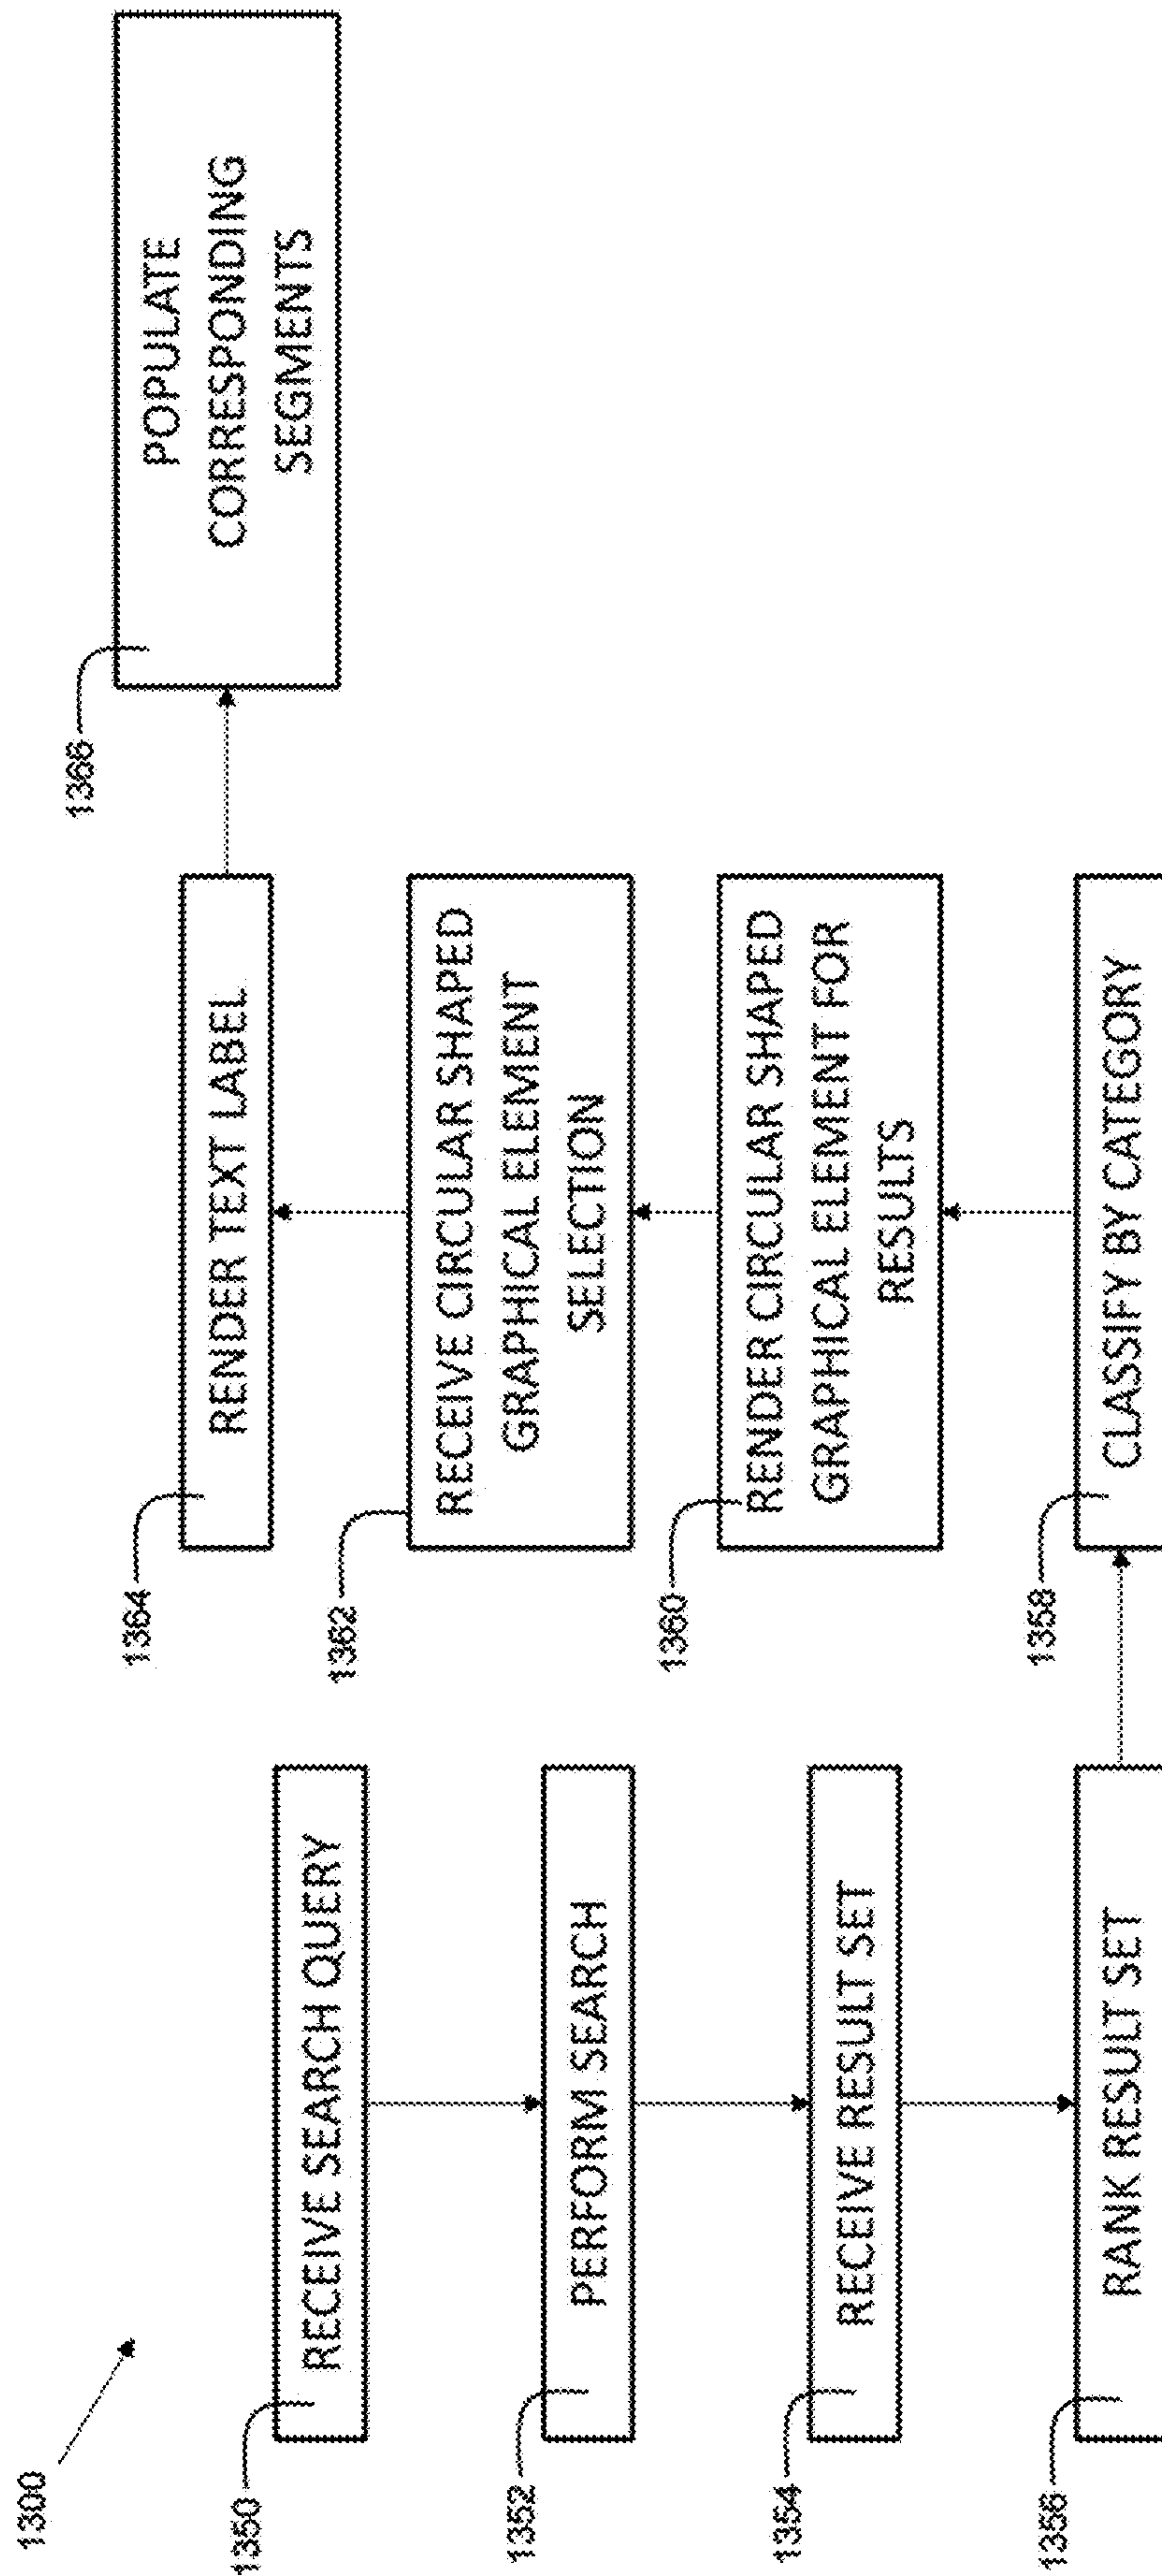 1300
1350
RECEIVE SEARCH QUERY
1352
PERFORM SEARCH
1354
RECEIVE RESULT SET
1356
RANK RESULT SET
1358
CLASSIFY BY CATEGORY
1360
RENDER CIRCULAR SHAPED
GRAPHICAL ELEMENT FOR
RESULTS
1362
RECEIVE CIRCULAR SHAPED
GRAPHICAL ELEMENT
SELECTION
1364
RENDER TEXT LABEL
1366
POPULATE
CORRESPONDING
SEGMENTS